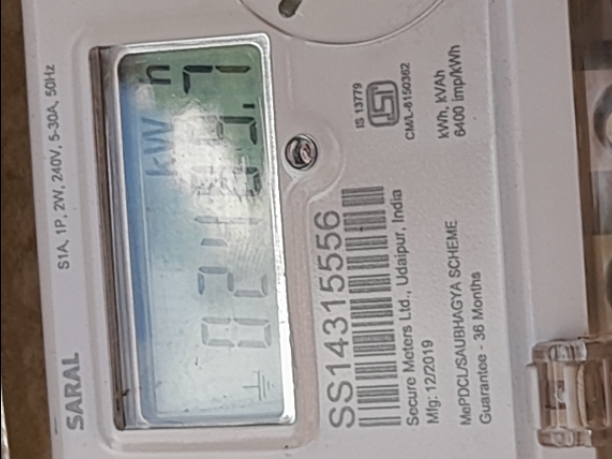 SARAL
S1A, 1P, 2W, 240V, 5-30A, 50Hz
kW h
SS14315556
Secure Meters Ltd., Udaipur, India
Mfg: 12/2019
MePDCL/SAUBHAGYA SCHEME
Guarantee - 36 Months
IS 13779
CM/L-8150362
kWh, kVAh
6400 imp/kWh